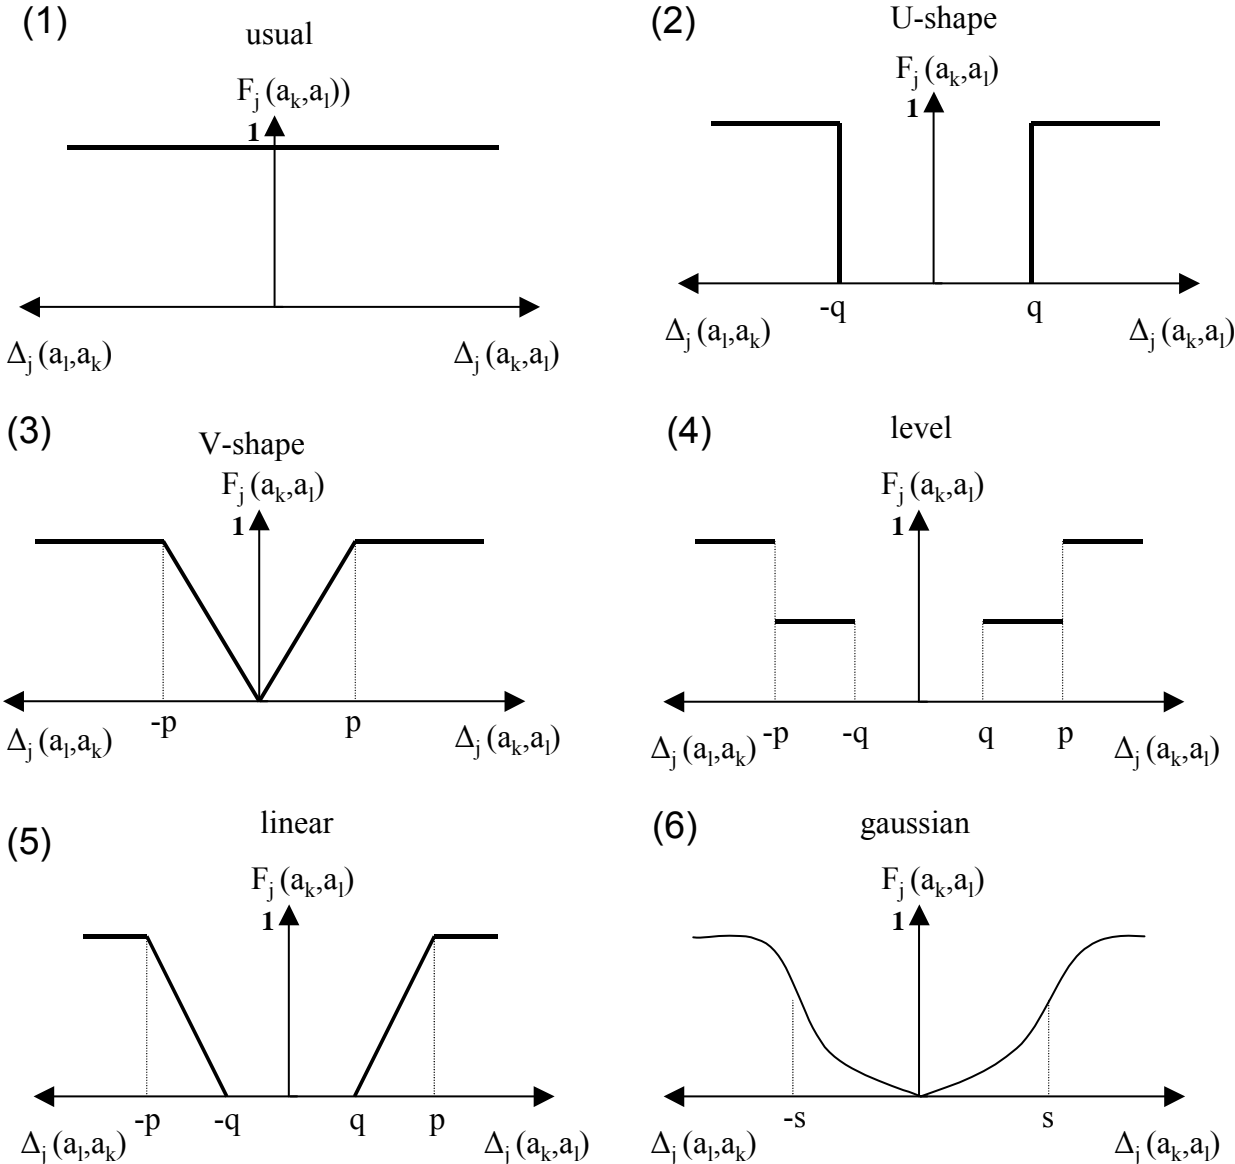 (1)
usual
F_j (a_k,a_l))
1
Δ_j (a_l,a_k)
Δ_j (a_k,a_l)
(2)
U-shape
F_j (a_k,a_l)
1
-q
q
Δ_j (a_l,a_k)
Δ_j (a_k,a_l)
(3)
V-shape
F_j (a_k,a_l)
1
-p
p
Δ_j (a_l,a_k)
Δ_j (a_k,a_l)
(4)
level
F_j (a_k,a_l)
1
-p
-q
q
p
Δ_j (a_l,a_k)
Δ_j (a_k,a_l)
(5)
linear
F_j (a_k,a_l)
1
-p
-q
q
p
Δ_j (a_l,a_k)
Δ_j (a_k,a_l)
(6)
gaussian
F_j (a_k,a_l)
1
-s
s
Δ_j (a_l,a_k)
Δ_j (a_k,a_l)